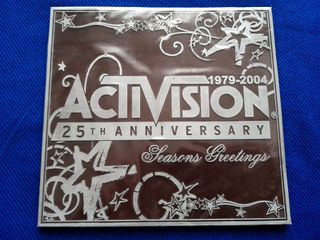 1979-2004
ACTIVISION
25TH ANNIVERSARY
Seasons Greetings